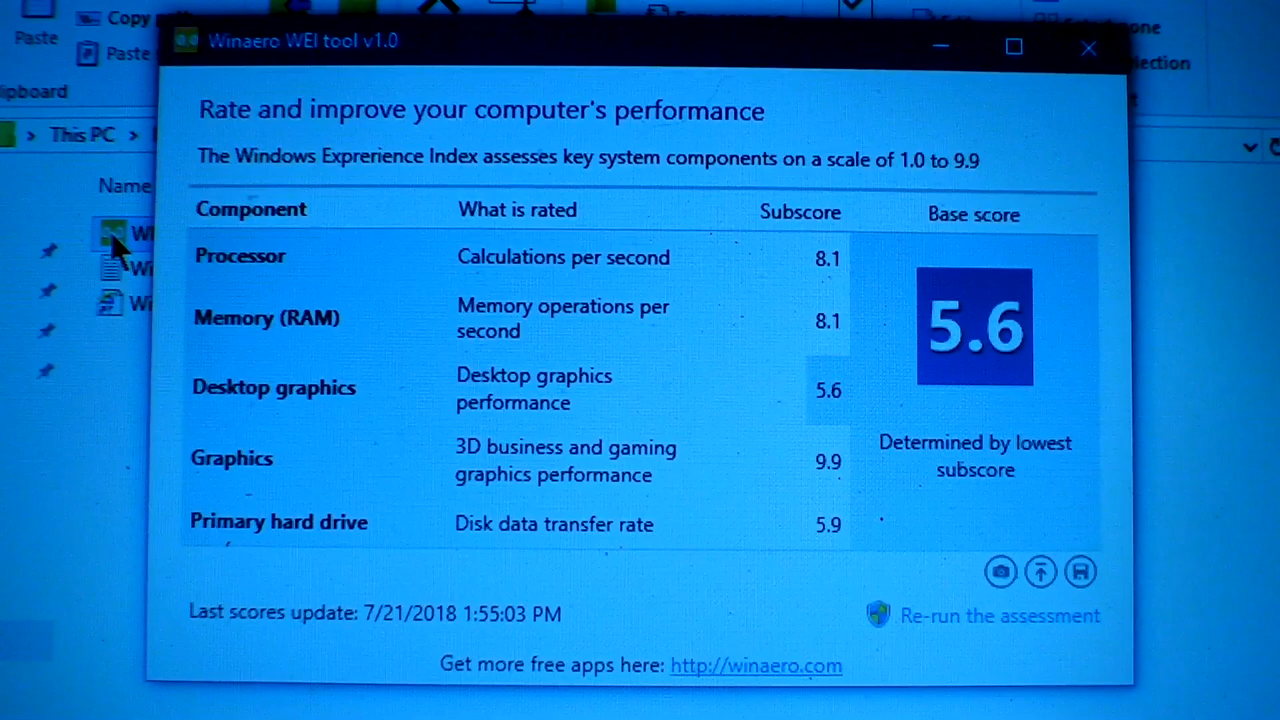 Copy
Paste
Paste
Winaero WEI tool v1.0
one
lection
ipboard
This PC
Rate and improve your computer's performance
The Windows Exprerience Index assesses key system components on a scale of 1.0 to 9.9
Name
Component What is rated Subscore Base score
Processor Calculations per second 8.1
Memory (RAM) Memory operations per
second 8.1
5.6
Desktop graphics Desktop graphics
performance 5.6
Graphics 3D business and gaming
graphics performance 9.9
Determined by lowest
subscore
Primary hard drive Disk data transfer rate 5.9
Last scores update: 7/21/2018 1:55:03 PM
Re-run the assessment
Get more free apps here: http://winaero.com